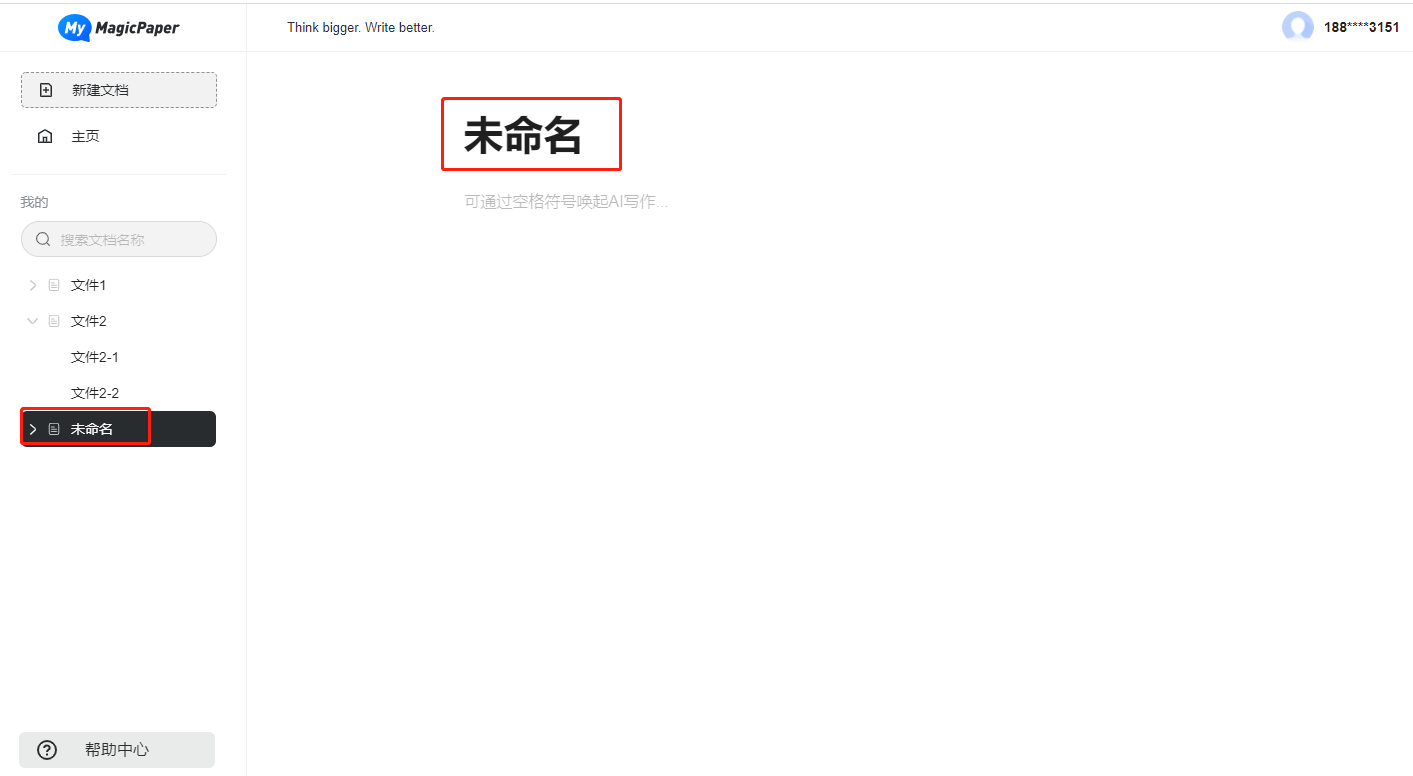 My MagicPaper
Think bigger. Write better.
188****3151
新建文档
主页
我的
搜索文档名称
文件1
文件2
文件2-1
文件2-2
未命名
帮助中心
未命名
可通过空格符号唤起AI写作...